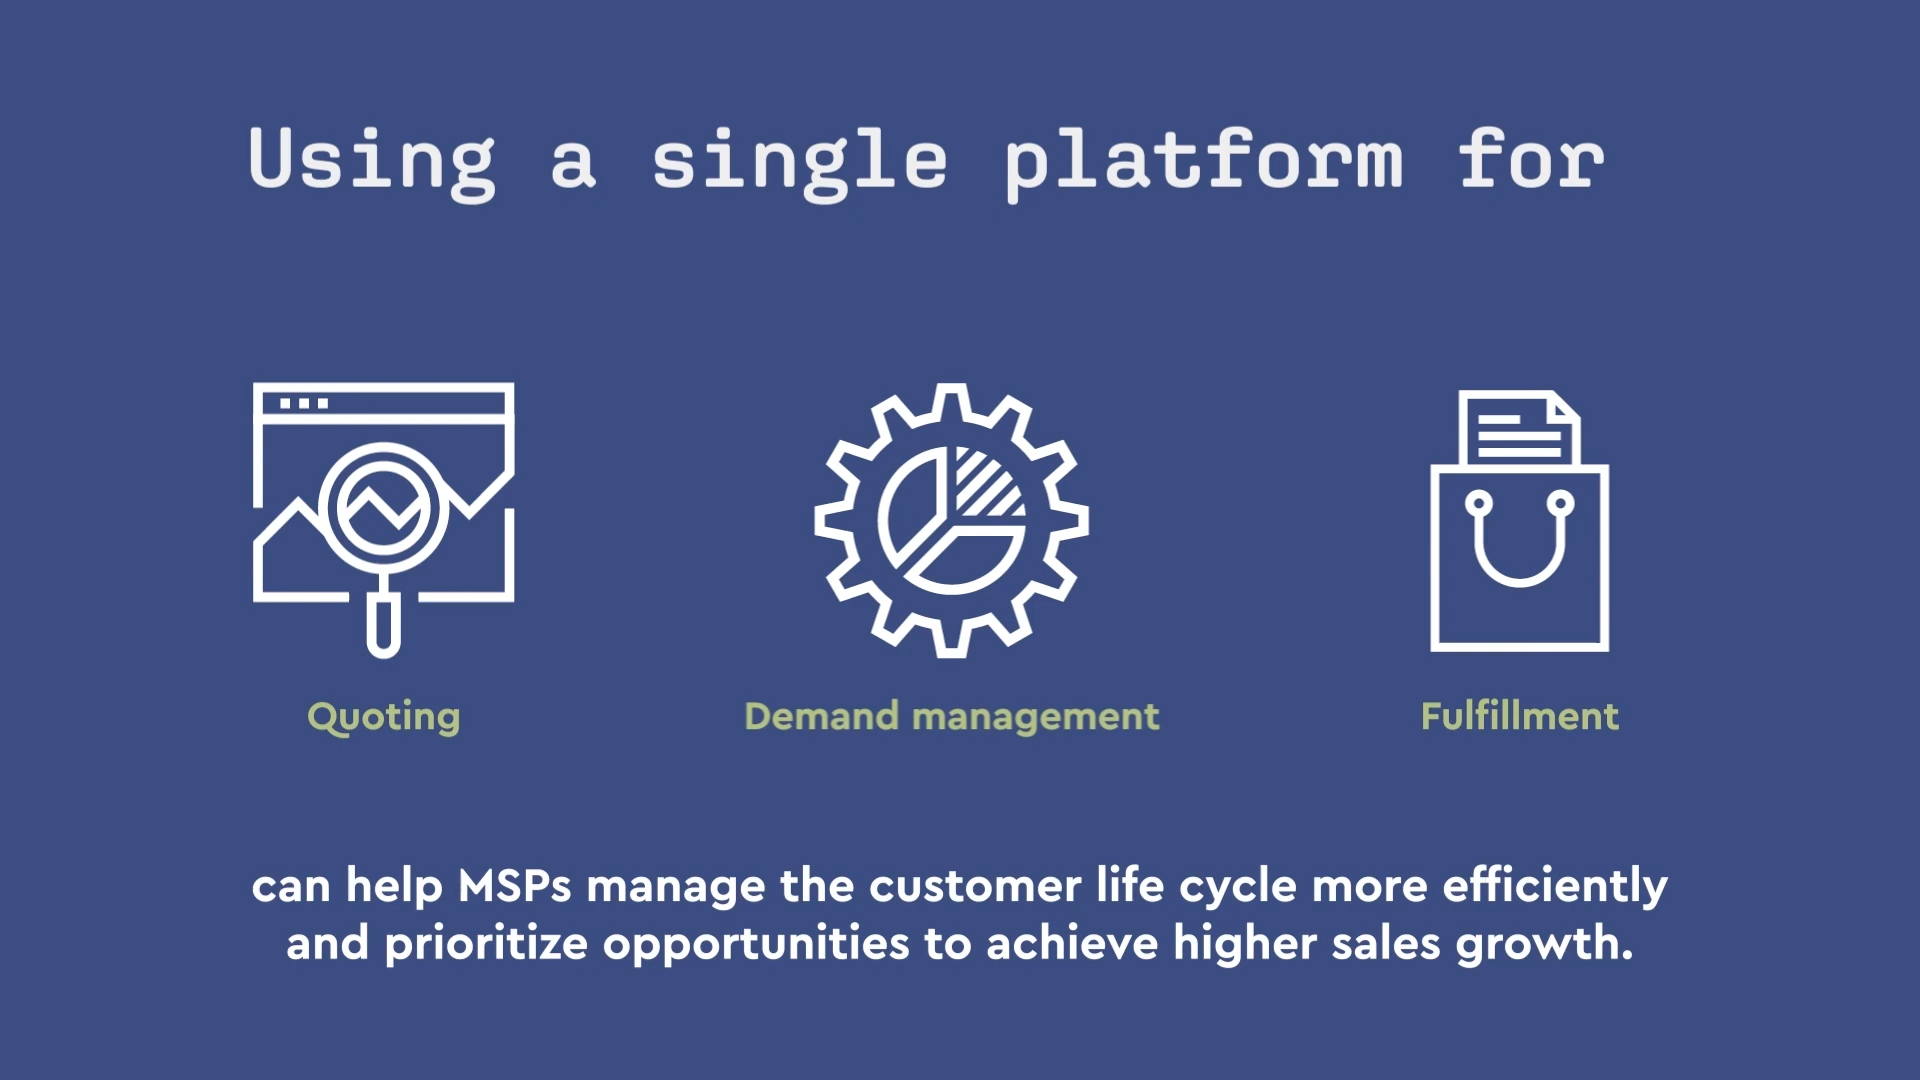 Using a single platform for
Quoting
Demand management
Fulfillment
can help MSPs manage the customer life cycle more efficiently
and prioritize opportunities to achieve higher sales growth.